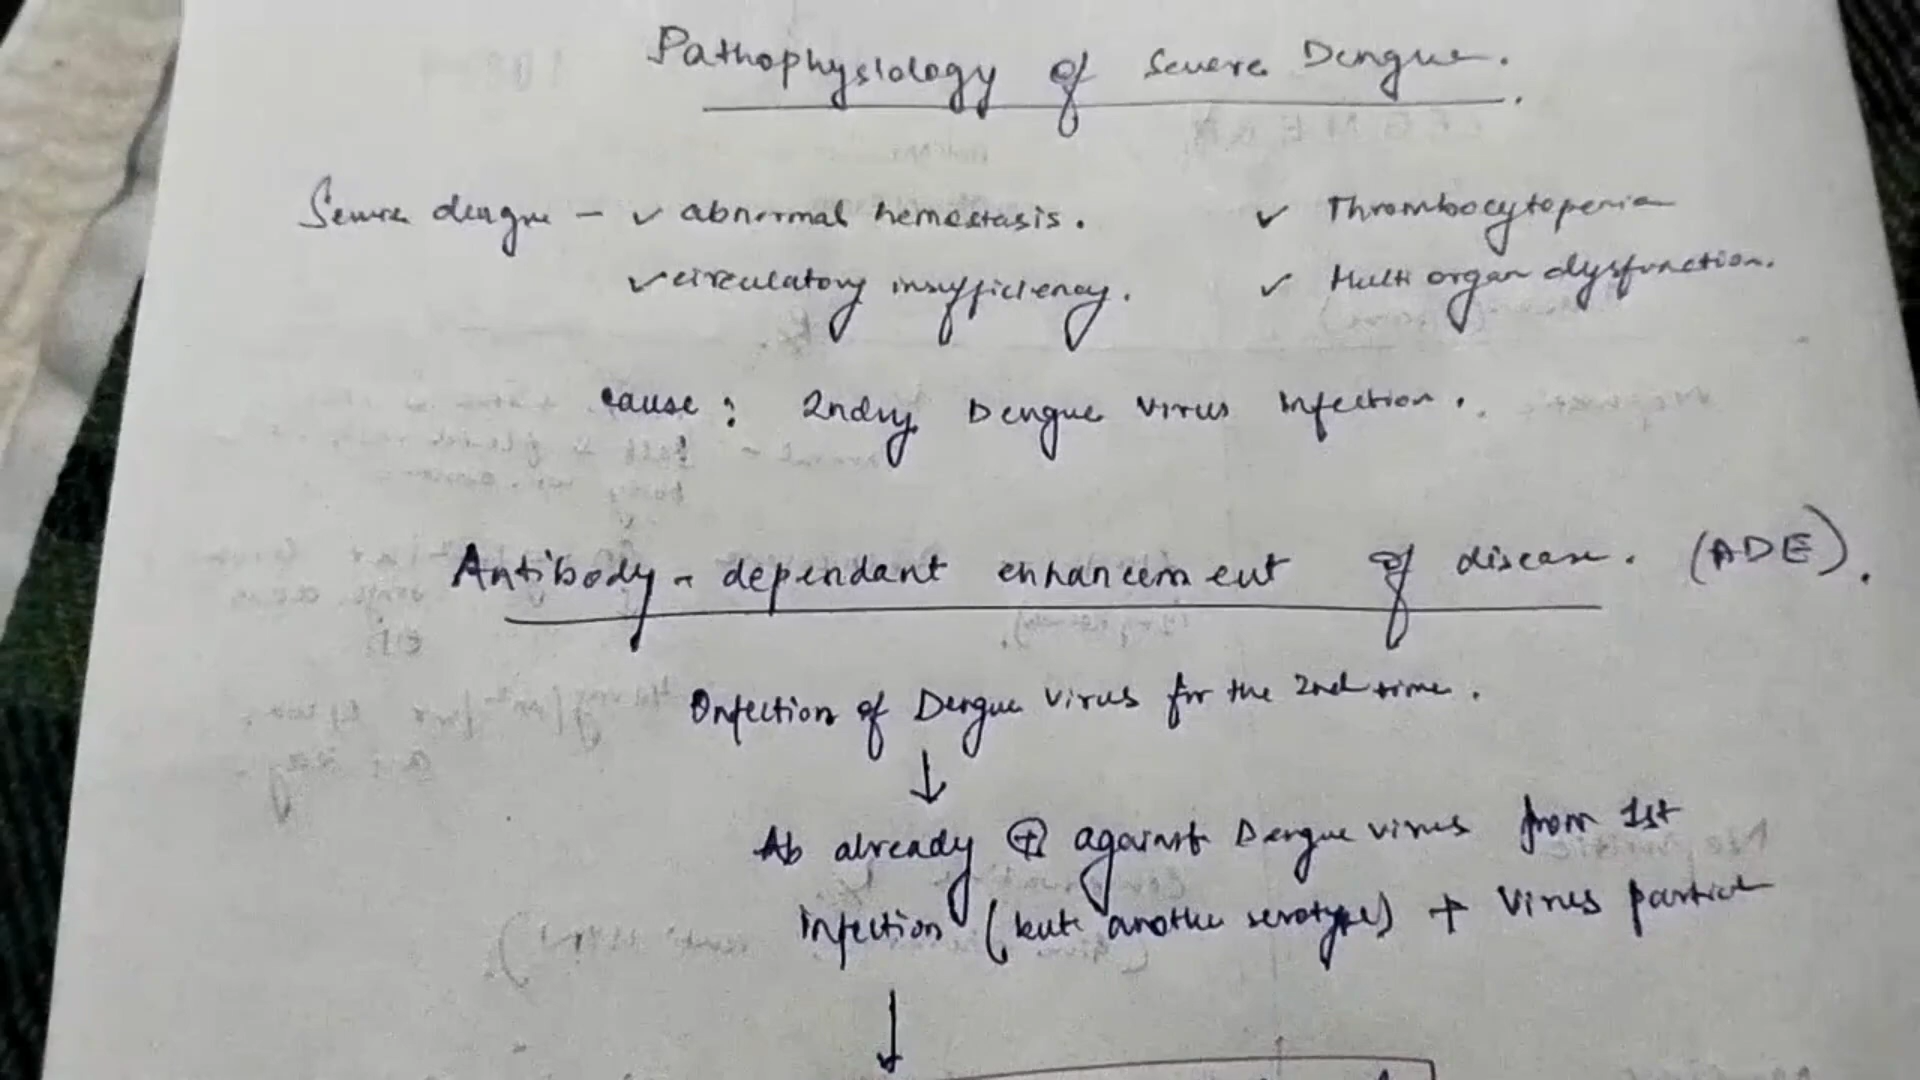 Pathophysiology of Severe Dengue.
Severe dengue - ✓ abnormal hemostasis. ✓ Thrombocytopenia
✓ circulatory insufficiency. ✓ Multi organ dysfunction.
cause : 2ndry Dengue virus Infection.
Antibody - dependant enhancement of disease. (ADE).
Infection of Dengue Virus for the 2nd time.
↓
Ab already ⊕ against Dengue virus from 1st
infection (but another serotype) + Virus particle
↓